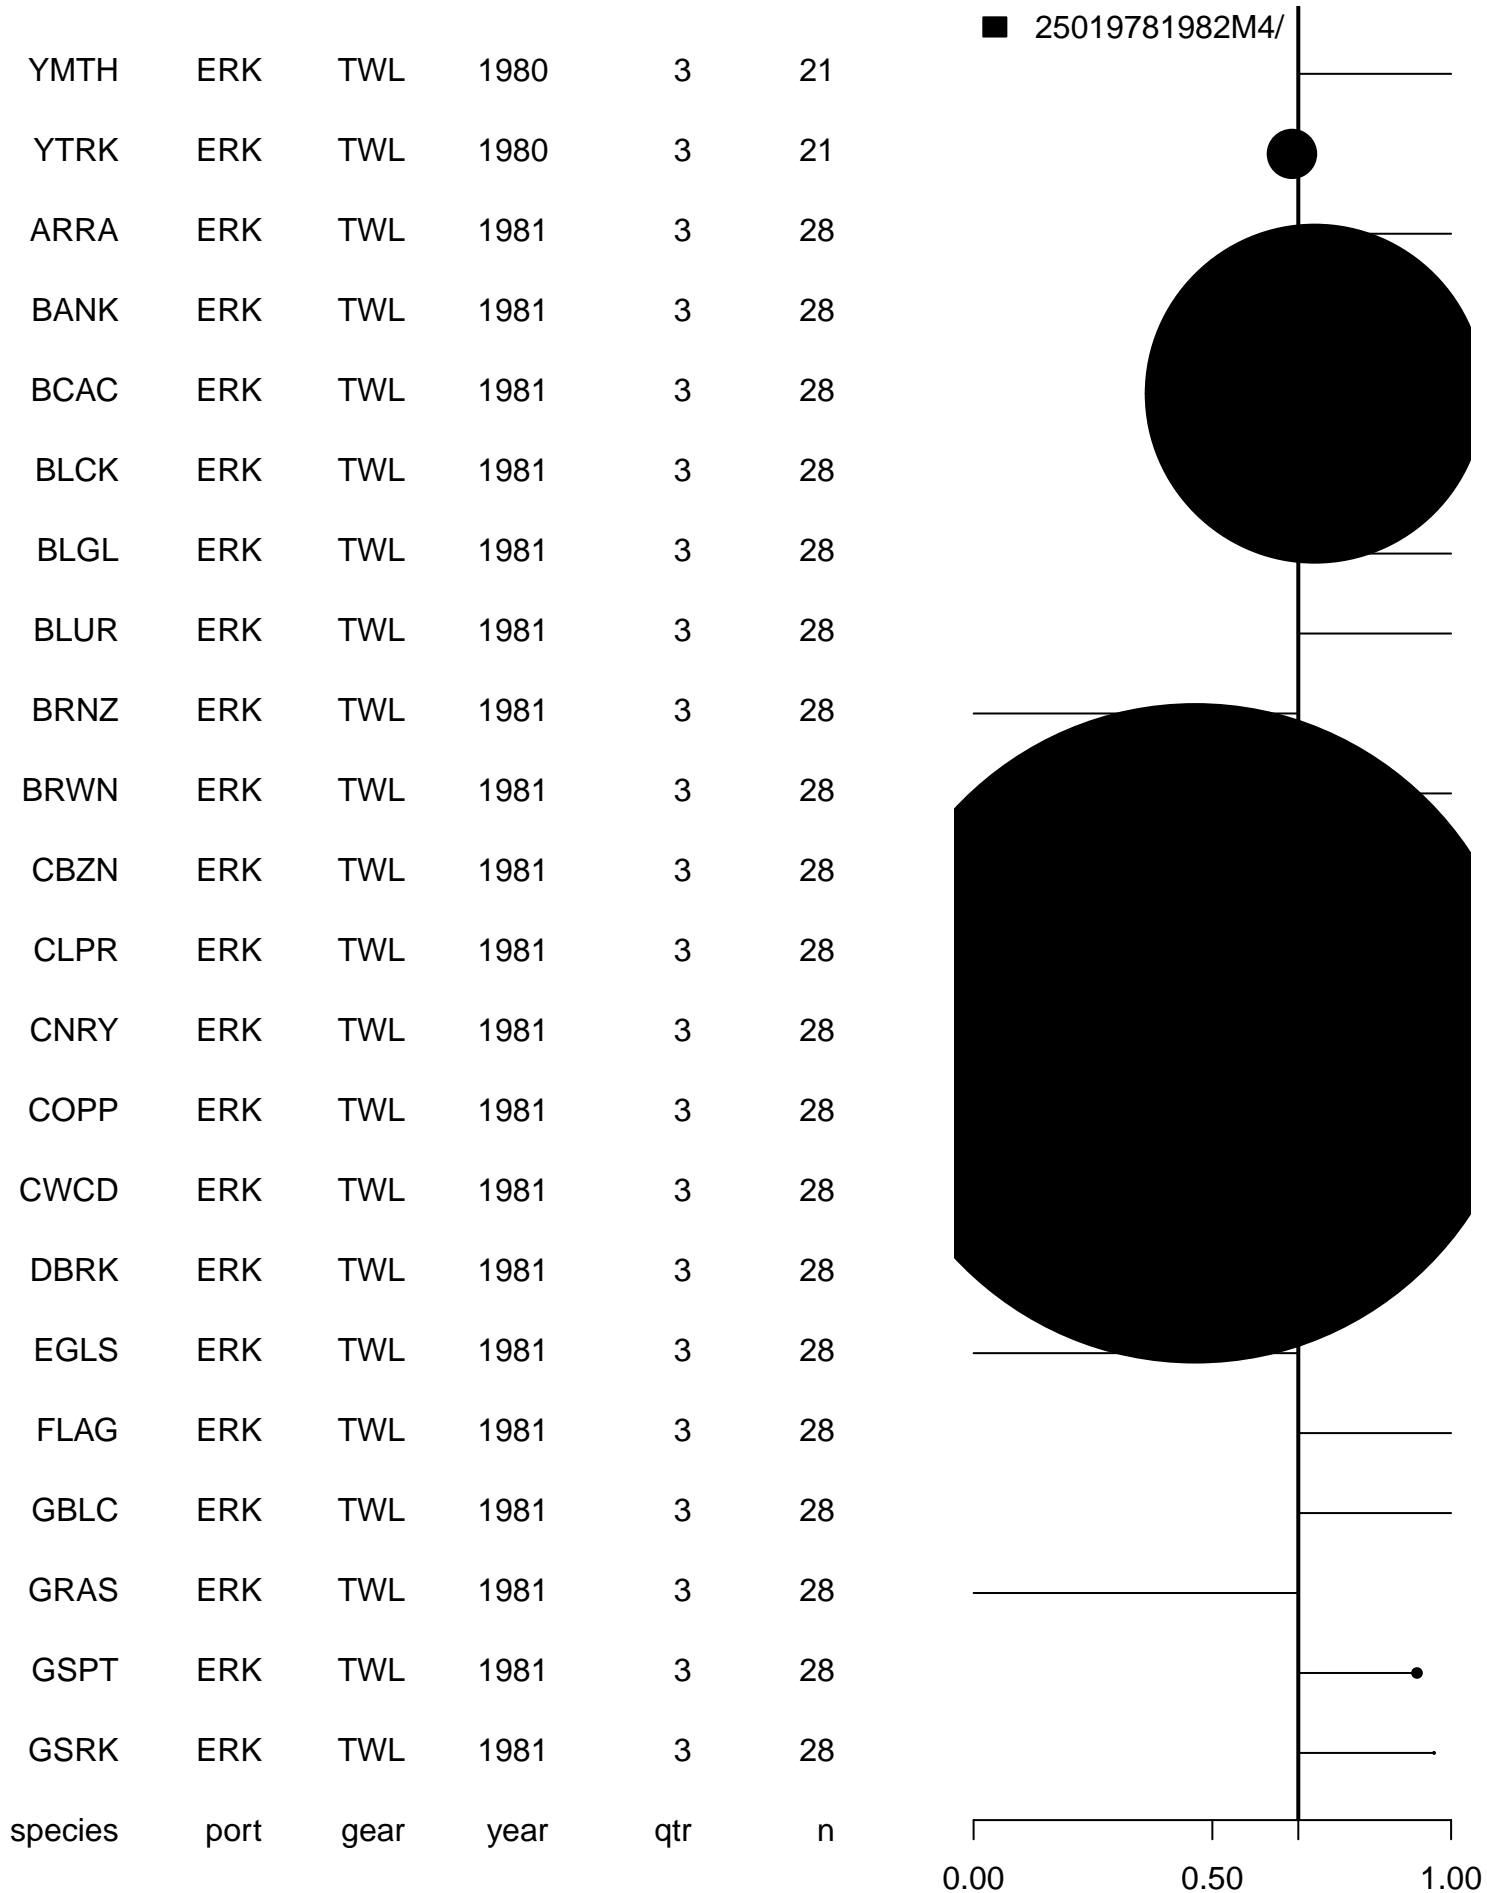 25019781982M4/
YMTH ERK TWL 1980 3 21
YTRK ERK TWL 1980 3 21
ARRA ERK TWL 1981 3 28
BANK ERK TWL 1981 3 28
BCAC ERK TWL 1981 3 28
BLCK ERK TWL 1981 3 28
BLGL ERK TWL 1981 3 28
BLUR ERK TWL 1981 3 28
BRNZ ERK TWL 1981 3 28
BRWN ERK TWL 1981 3 28
CBZN ERK TWL 1981 3 28
CLPR ERK TWL 1981 3 28
CNRY ERK TWL 1981 3 28
COPP ERK TWL 1981 3 28
CWCD ERK TWL 1981 3 28
DBRK ERK TWL 1981 3 28
EGLS ERK TWL 1981 3 28
FLAG ERK TWL 1981 3 28
GBLC ERK TWL 1981 3 28
GRAS ERK TWL 1981 3 28
GSPT ERK TWL 1981 3 28
GSRK ERK TWL 1981 3 28
species port gear year qtr n
0.00 0.50 1.00